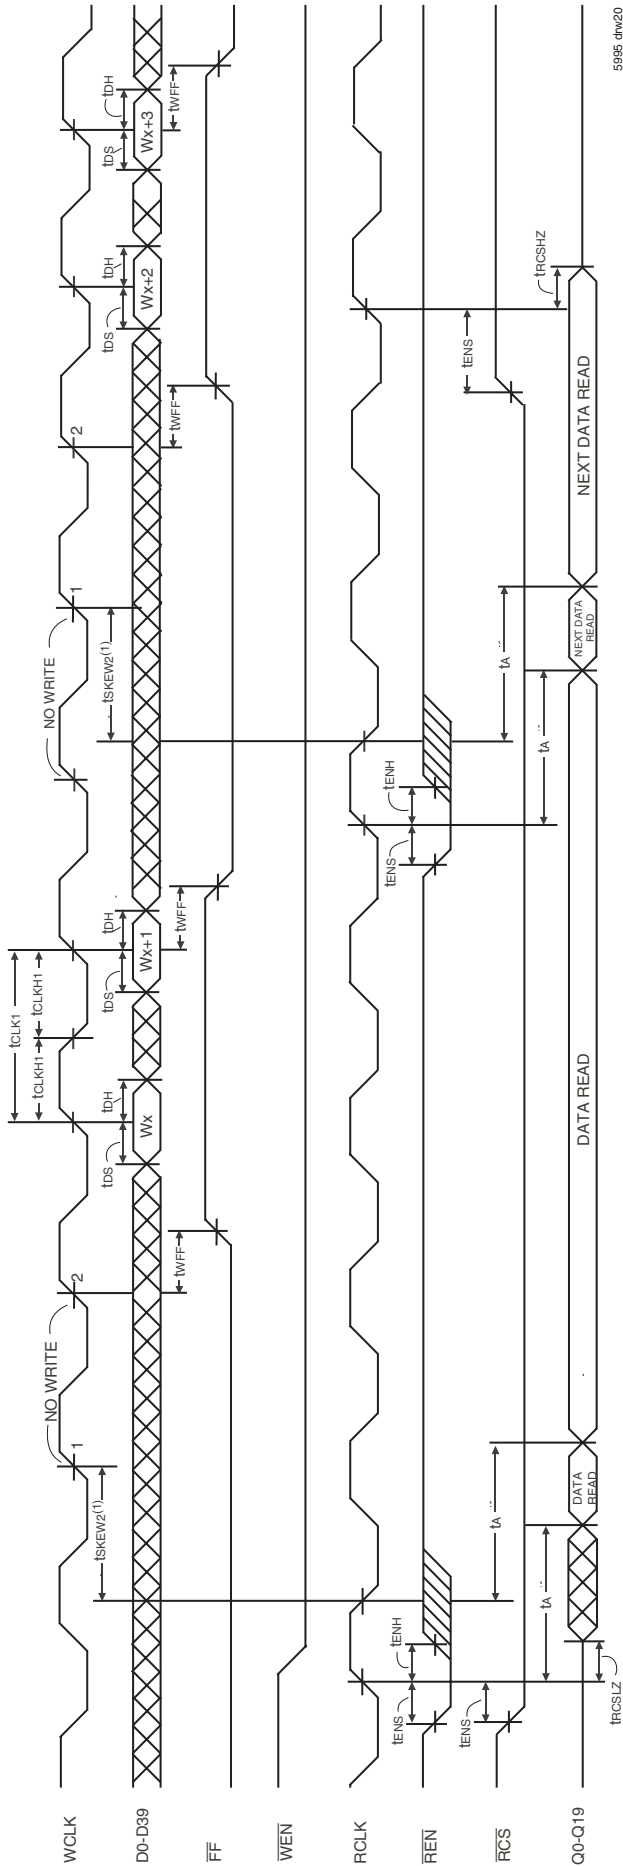 tCLK1
NO WRITE
tCLKH1
tCLKH1
NO WRITE
WCLK
1
2
1
2
tSKEW2(1)
tDS
tDH
tDS
tDH
tSKEW2(1)
tDS
tDH
tDS
tDH
D0-D39
Wx
Wx+1
Wx+2
Wx+3
tWFF
tWFF
tWFF
tWFF
FF
WEN
RCLK
tENS
tENH
tENS
tENH
REN
tENS
tENS
RCS
tA
tA
tA
tA
tRCSHZ
Q0-Q19
DATA READ
DATA READ
NEXT DATA READ
NEXT DATA READ
tRCSLZ
5995 drw20